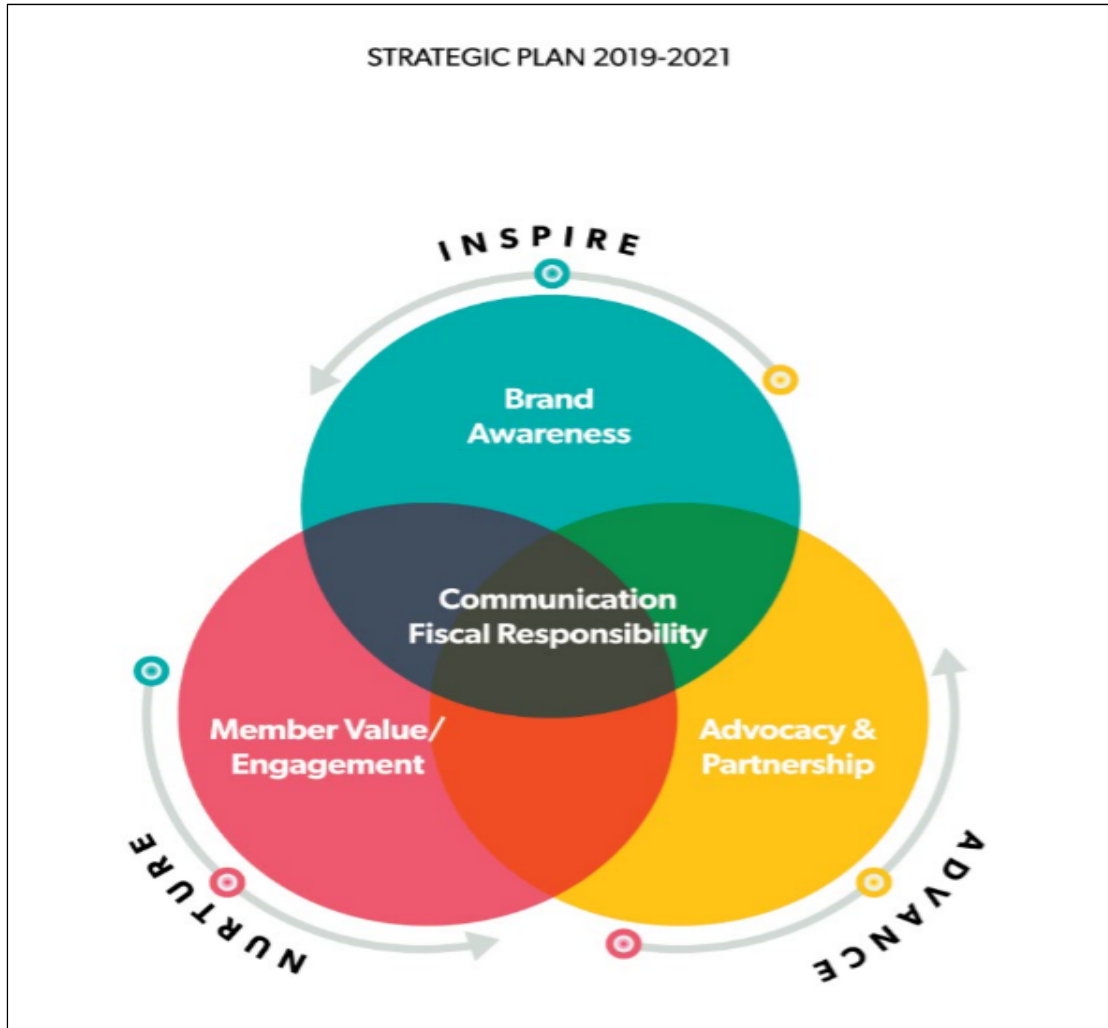 STRATEGIC PLAN 2019-2021
INSPIRE
Brand
Awareness
Communication
Fiscal Responsibility
Member Value/
Engagement
Advocacy &
Partnership
NURTURE
ADVANCE